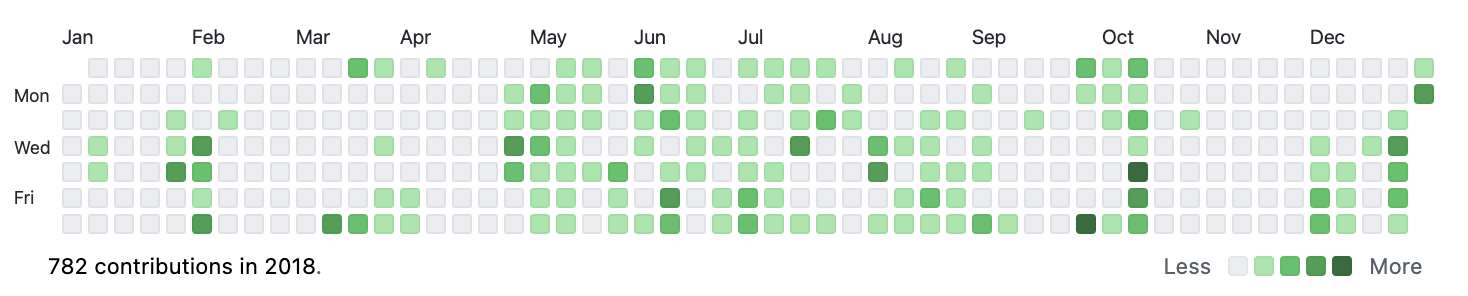 Jan Feb Mar Apr May Jun Jul Aug Sep Oct Nov Dec
Mon
Wed
Fri
782 contributions in 2018.
Less More